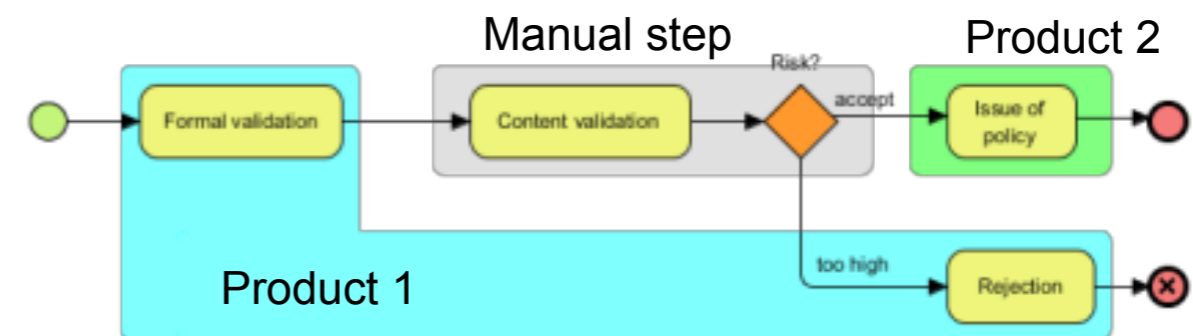 Manual step
Product 2
Risk?
Formal validation
Content validation
accept
Issue of
policy
too high
Product 1
Rejection